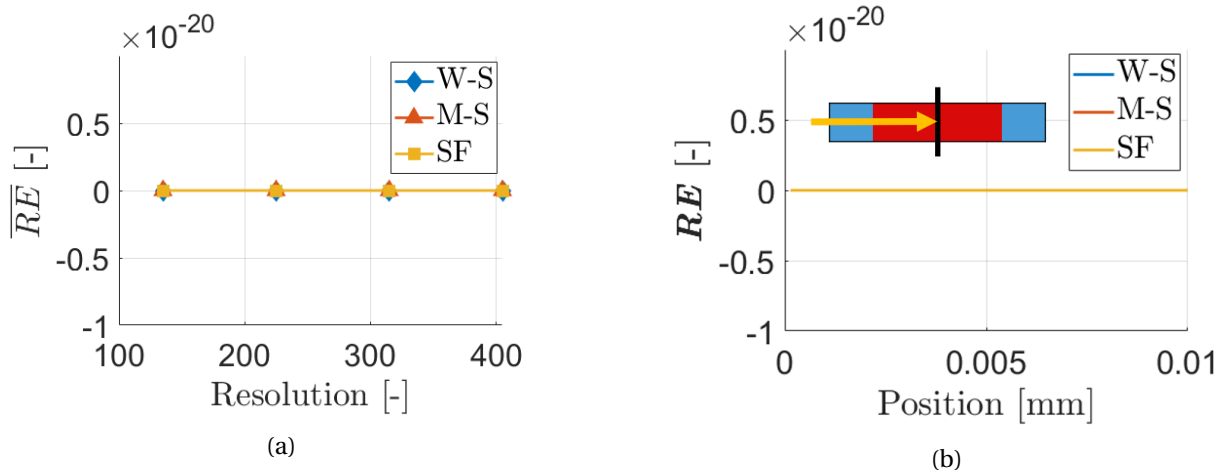 ×10⁻²⁰
0.5
0
-0.5
-1
R̅E̅ [-]
W-S
M-S
SF
100
200
300
400
Resolution [-]
(a)
×10⁻²⁰
0.5
0
-0.5
-1
RE [-]
W-S
M-S
SF
0
0.005
0.01
Position [mm]
(b)